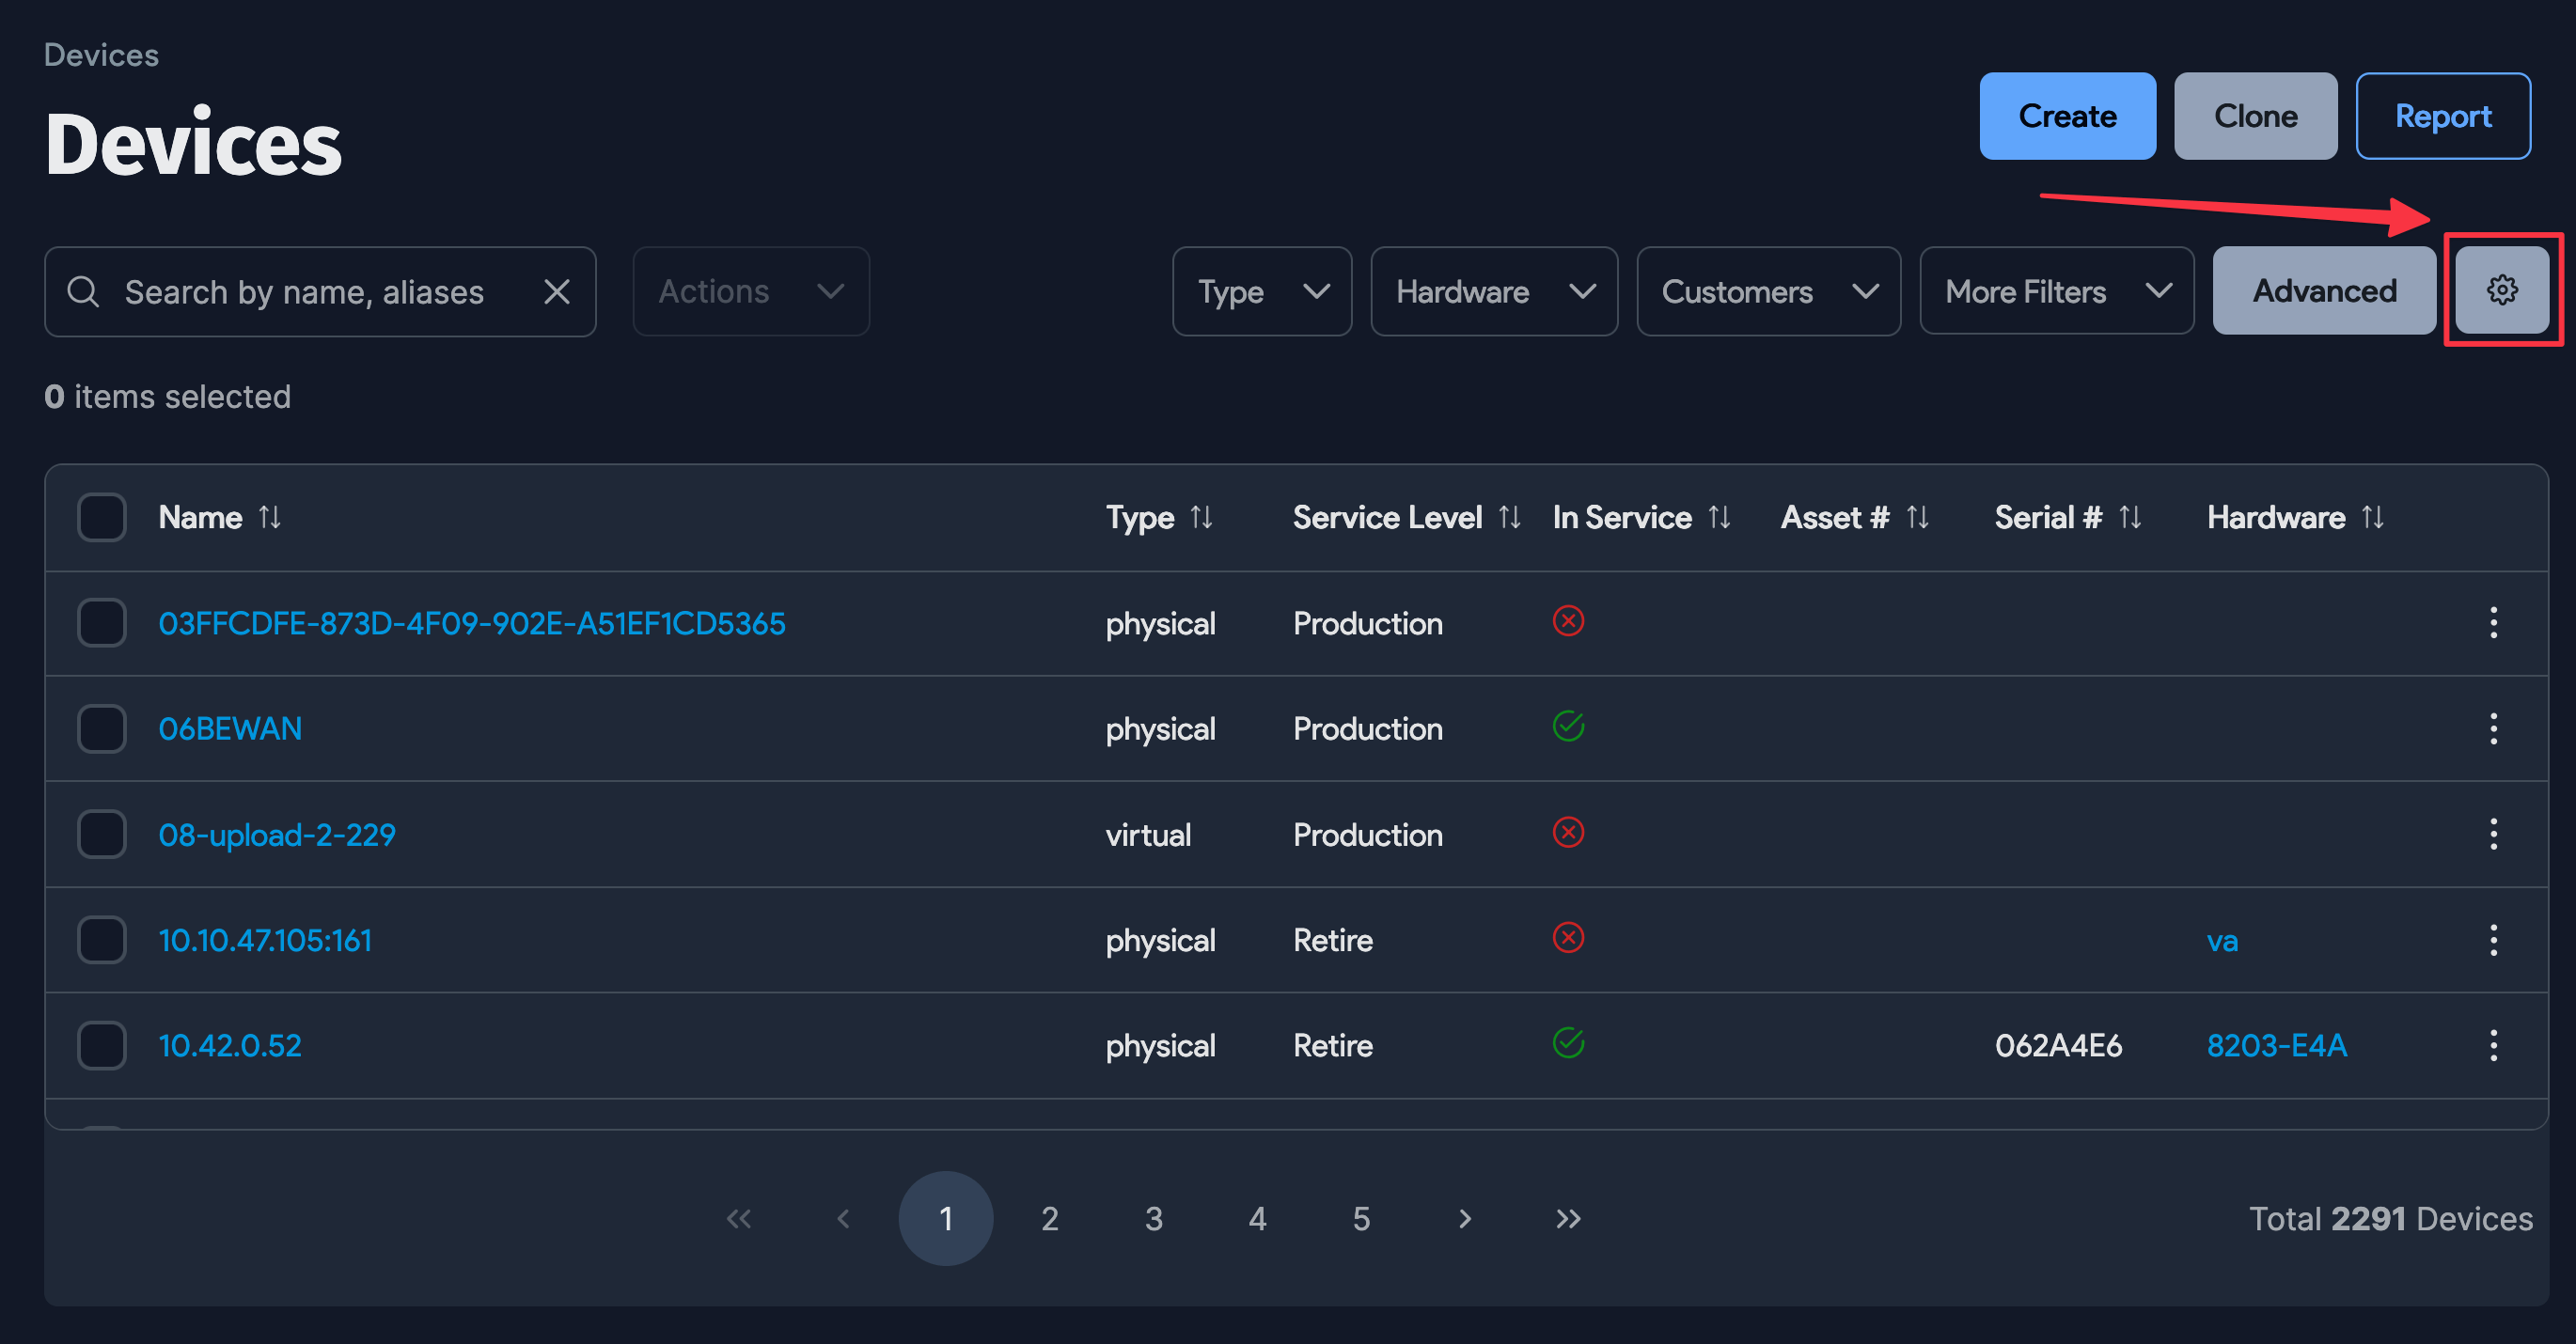 Devices
Devices
Create Clone Report
Search by name, aliases Actions Type Hardware Customers More Filters Advanced
0 items selected
Name Type Service Level In Service Asset # Serial # Hardware
03FFCDFE-873D-4F09-902E-A51EF1CD5365 physical Production
06BEWAN physical Production
08-upload-2-229 virtual Production
10.10.47.105:161 physical Retire va
10.42.0.52 physical Retire 062A4E6 8203-E4A
1 2 3 4 5 Total 2291 Devices